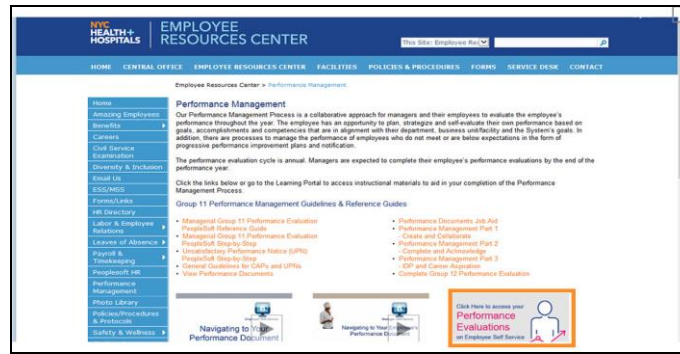 NYC
HEALTH+
HOSPITALS
EMPLOYEE
RESOURCES CENTER
This Site: Employee Res
HOME CENTRAL OFFICE EMPLOYEE RESOURCES CENTER FACILITIES POLICIES & PROCEDURES FORMS SERVICE DESK CONTACT
Employee Resources Center > Performance Management
Home
Amazing Employees
Benefits
Careers
Civil Service
Examination
Diversity & Inclusion
Email Us
ESS/MSS
Forms/Links
HR Directory
Labor & Employee
Relations
Leaves of Absence
Payroll &
Timekeeping
Peoplesoft HR
Performance
Management
Photo Library
Policies/Procedures
& Protocols
Safety & Wellness
Performance Management
Our Performance Management Process is a collaborative approach for managers and their employees to evaluate the employee's
performance throughout the year. The employee has an opportunity to plan, strategize and self-evaluate their own performance based on
goals, accomplishments and competencies that are in alignment with their department, business unit/facility and the System's goals. In
addition, there are processes to manage the performance of employees who do not meet or are below expectations in the form of
progressive performance improvement plans and notification.
The performance evaluation cycle is annual. Managers are expected to complete their employee's performance evaluations by the end of the
performance year.
Click the links below or go to the Learning Portal to access instructional materials to aid in your completion of the Performance
Management Process.
Group 11 Performance Management Guidelines & Reference Guides
• Managerial Group 11 Performance Evaluation
PeopleSoft Reference Guide
• Managerial Group 11 Performance Evaluation
PeopleSoft Step-by-Step
• Unsatisfactory Performance Notice (UPN)
PeopleSoft Step-by-Step
• General Guidelines for CAPs and UPNs
• View Performance Documents
• Performance Documents Job Aid
• Performance Management Part 1
- Create and Collaborate
• Performance Management Part 2
- Complete and Acknowledge
• Performance Management Part 3
- IDP and Career Aspiration
• Complete Group 12 Performance Evaluation
Navigating to Your
Performance Document
Navigating to Your Employee's
Performance Document
Click Here to access your
Performance
Evaluations
on Employee Self Service